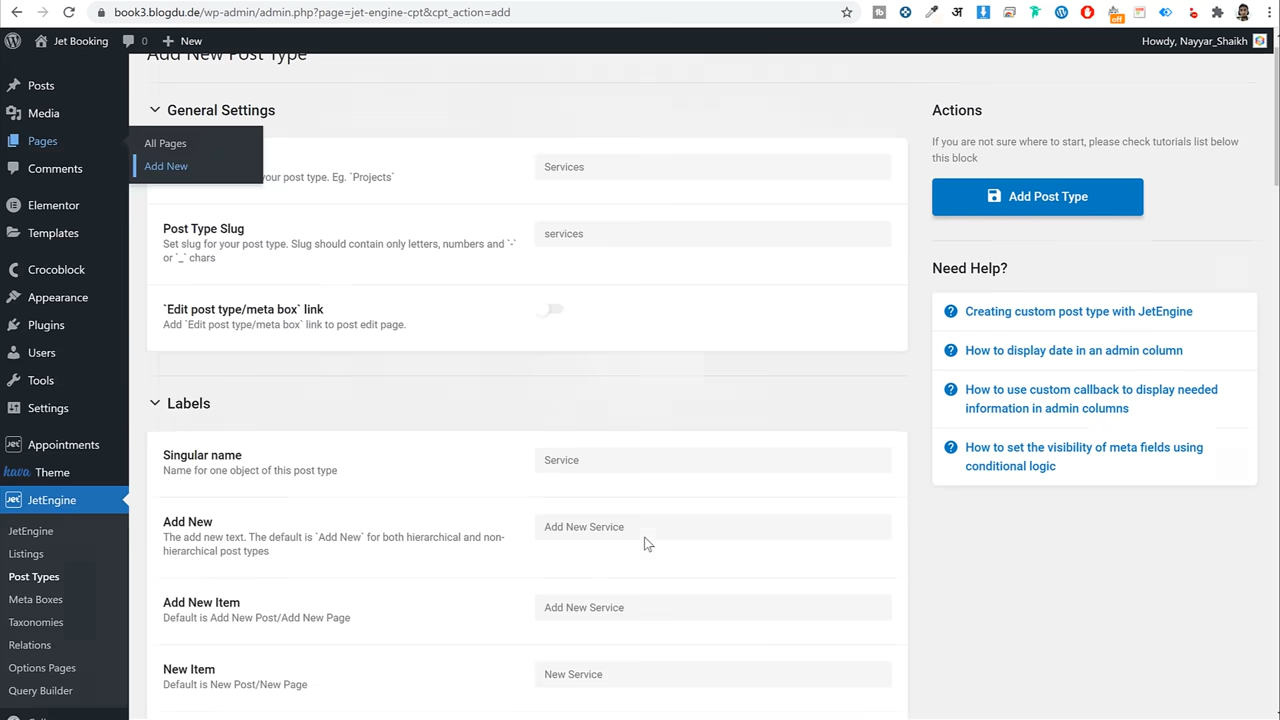 book3.blogdu.de/wp-admin/admin.php?page=jet-engine-cpt&cpt_action=add
off
Jet Booking
0
New
Howdy, Nayyar_Shaikh
Posts
Media
Pages
Comments
Elementor
Templates
Crocoblock
Appearance
Plugins
Users
Tools
Settings
Appointments
Theme
JetEngine
JetEngine
Listings
Post Types
Meta Boxes
Taxonomies
Relations
Options Pages
Query Builder
All Pages
Add New
Add New Post Type
General Settings
your post type. Eg. `Projects`
Services
Post Type Slug
Set slug for your post type. Slug should contain only letters, numbers and `-`
or `_` chars
services
`Edit post type/meta box` link
Add `Edit post type/meta box` link to post edit page.
Labels
Singular name
Name for one object of this post type
Service
Add New
The add new text. The default is `Add New` for both hierarchical and non-
hierarchical post types
Add New Service
Add New Item
Default is Add New Post/Add New Page
Add New Service
New Item
Default is New Post/New Page
New Service
Actions
If you are not sure where to start, please check tutorials list below
this block
Add Post Type
Need Help?
Creating custom post type with JetEngine
How to display date in an admin column
How to use custom callback to display needed
information in admin columns
How to set the visibility of meta fields using
conditional logic